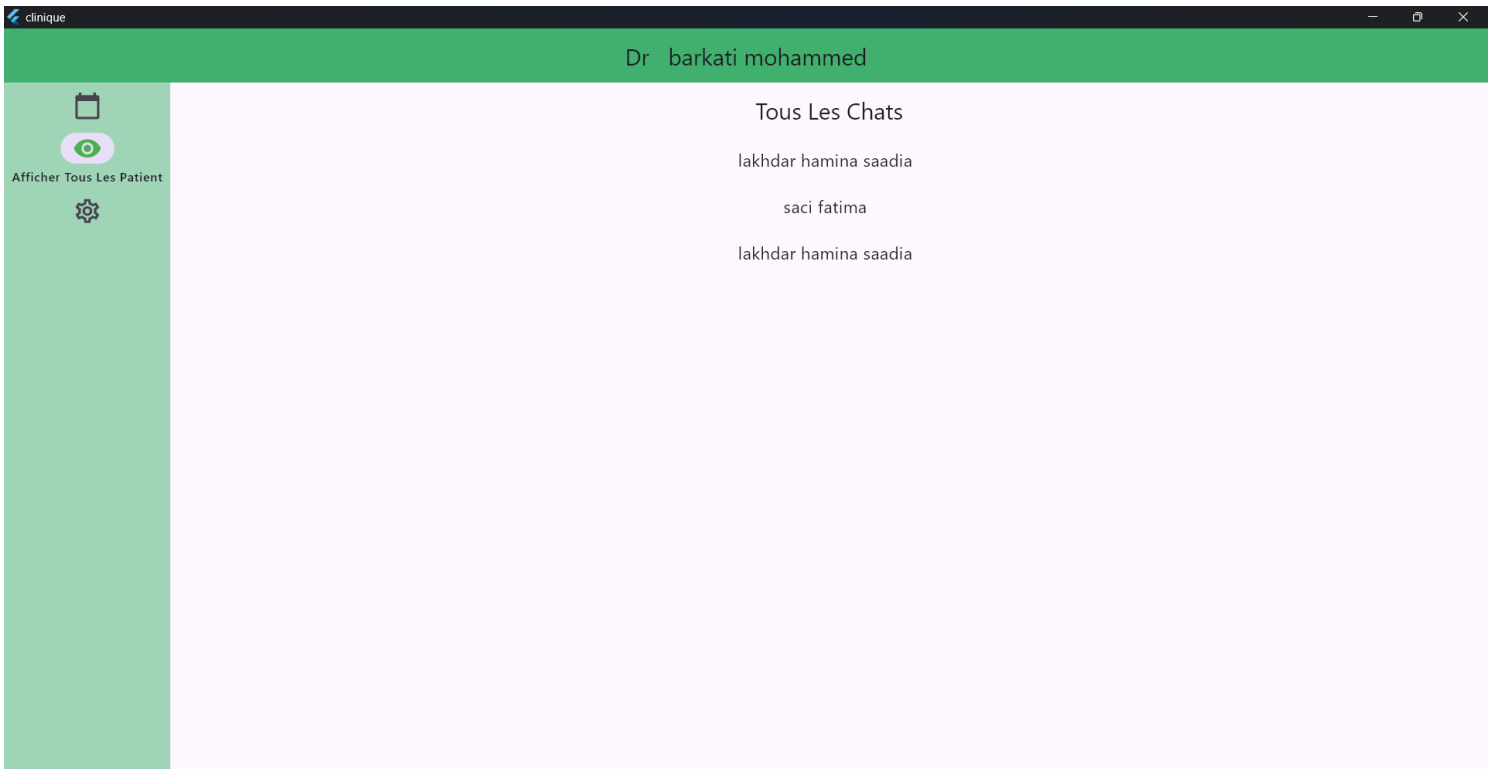 clinique
Dr barkati mohammed
Afficher Tous Les Patient
Tous Les Chats
lakhdar hamina saadia
saci fatima
lakhdar hamina saadia